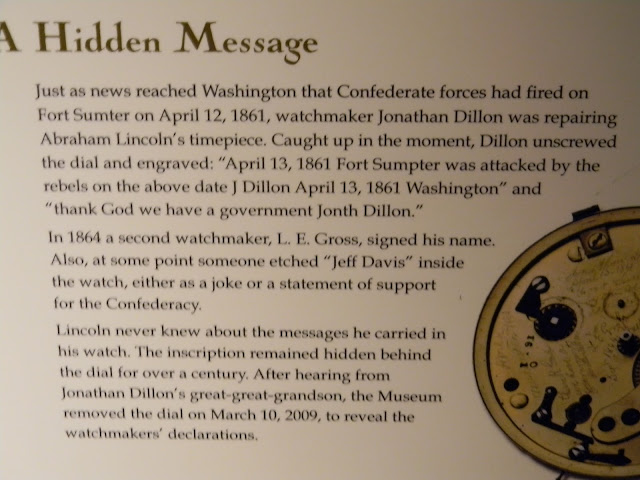 A Hidden Message
Just as news reached Washington that Confederate forces had fired on
Fort Sumter on April 12, 1861, watchmaker Jonathan Dillon was repairing
Abraham Lincoln's timepiece. Caught up in the moment, Dillon unscrewed
the dial and engraved: "April 13, 1861 Fort Sumpter was attacked by the
rebels on the above date J Dillon April 13, 1861 Washington" and
"thank God we have a government Jonth Dillon."
In 1864 a second watchmaker, L. E. Gross, signed his name.
Also, at some point someone etched "Jeff Davis" inside
the watch, either as a joke or a statement of support
for the Confederacy.
Lincoln never knew about the messages he carried in
his watch. The inscription remained hidden behind
the dial for over a century. After hearing from
Jonathan Dillon's great-great-grandson, the Museum
removed the dial on March 10, 2009, to reveal the
watchmakers' declarations.